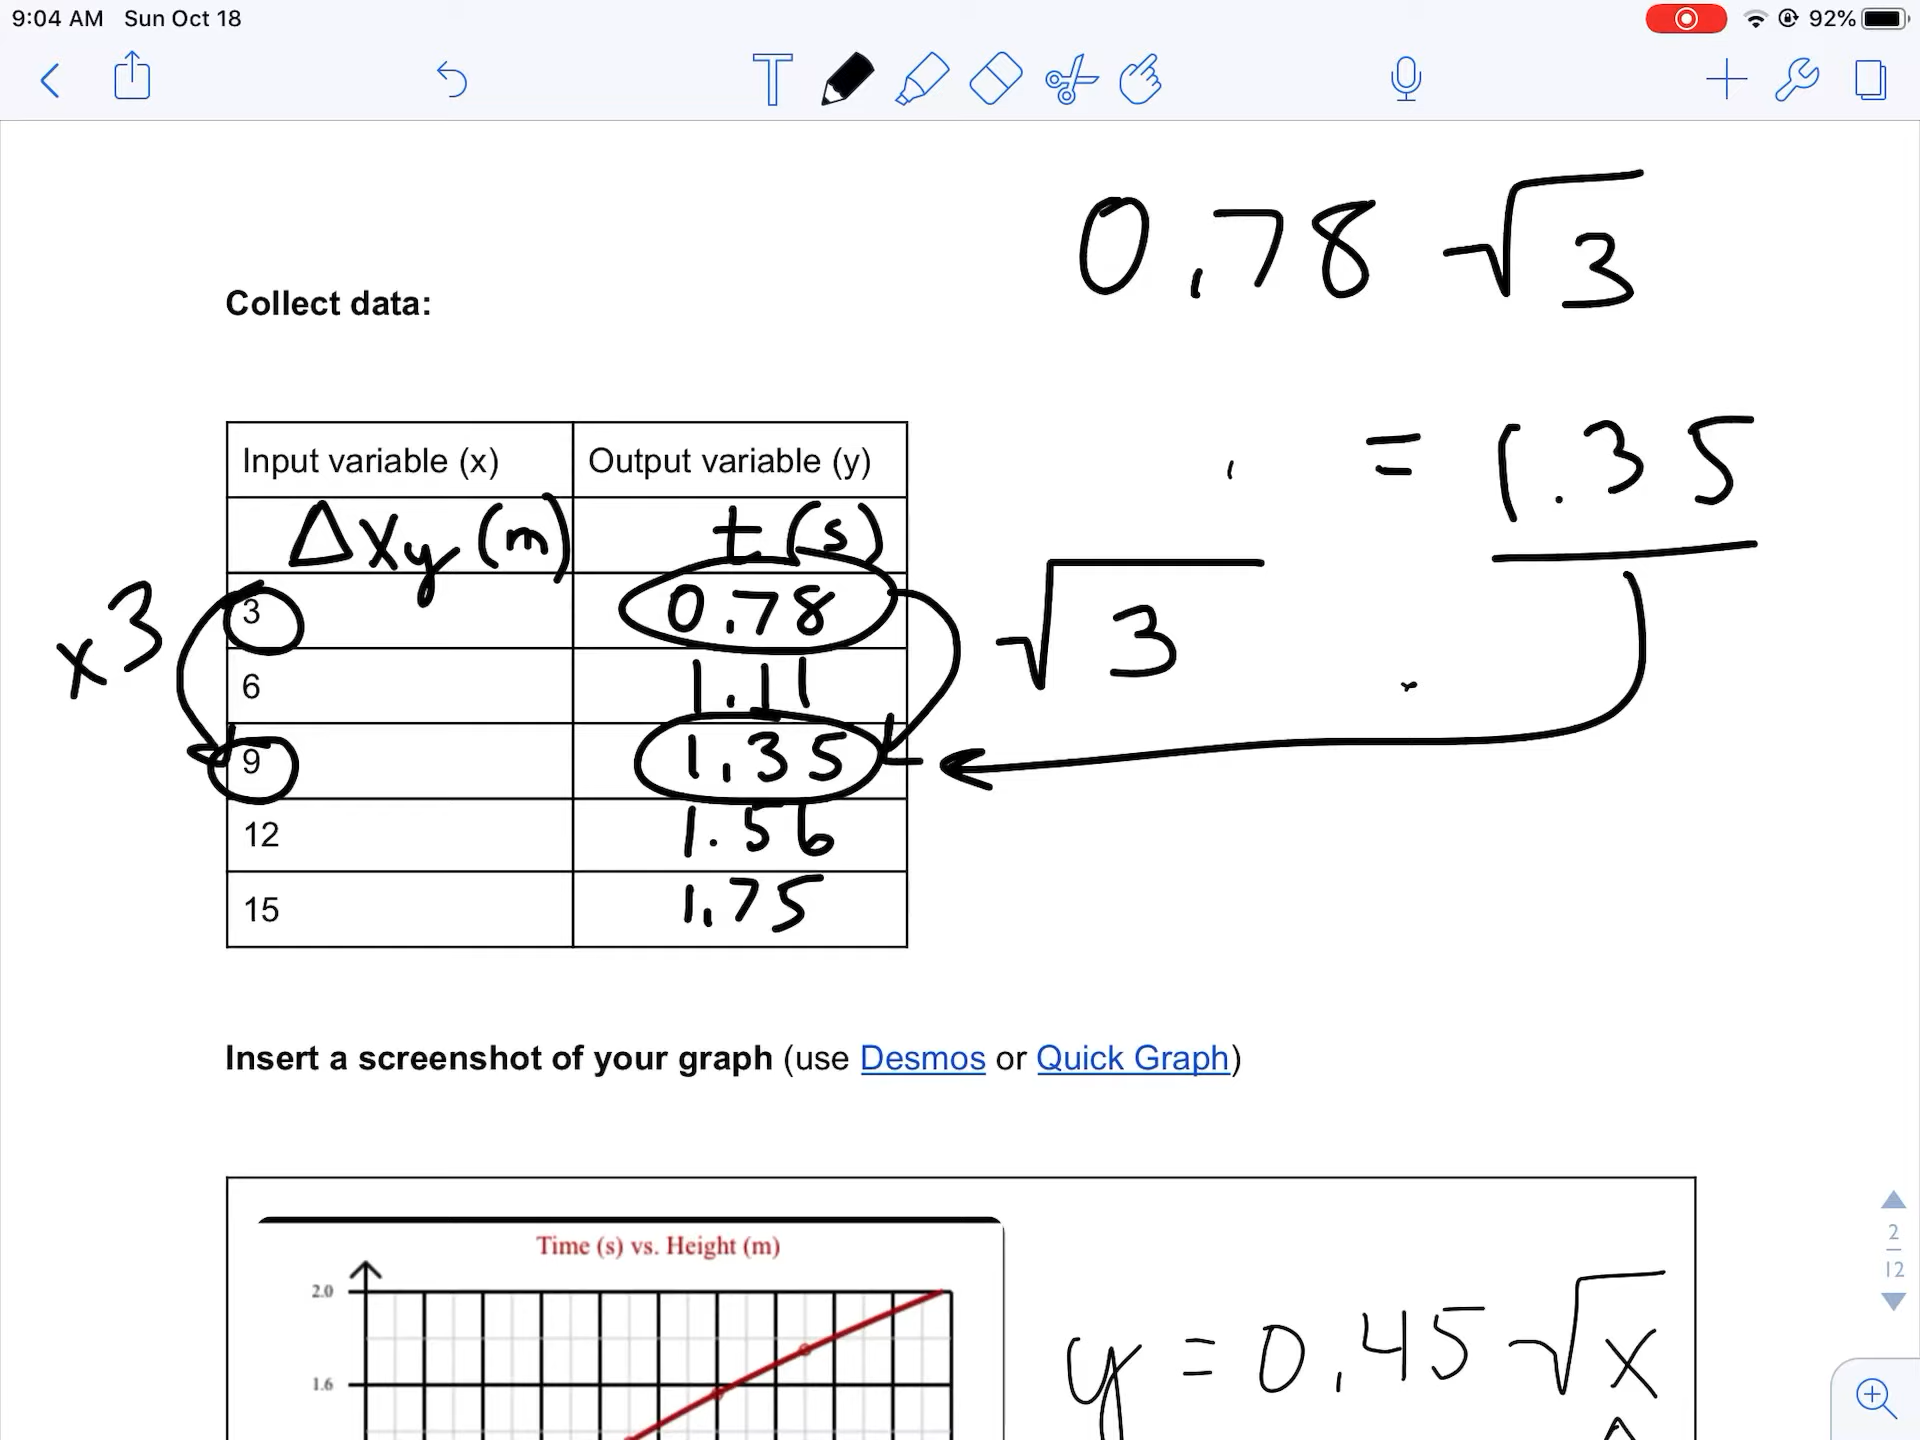 9:04 AM Sun Oct 18 92%
0.78 √3
Collect data:
= 1.35
Input variable (x) Output variable (y)
Δxy (m) t (s)
x3 3 0.78 √3
6 1.11
9 1.35
12 1.56
15 1.75
Insert a screenshot of your graph (use Desmos or Quick Graph)
Time (s) vs. Height (m)
2.0
1.6
y = 0.45 √x
2
12